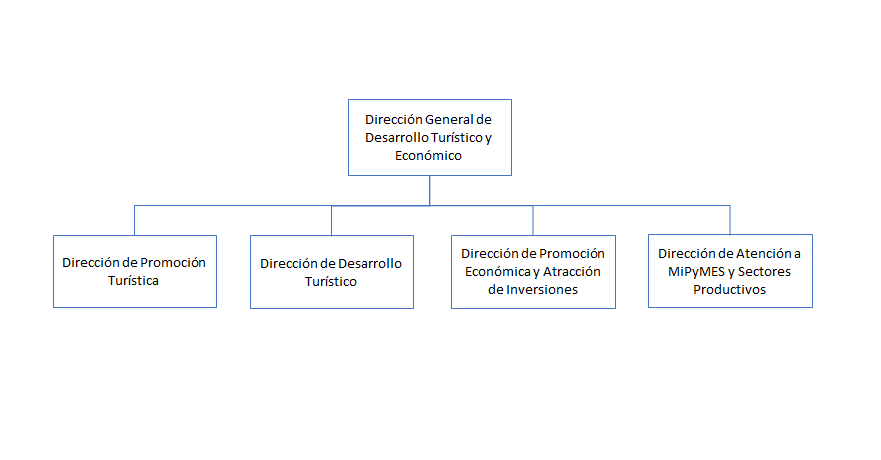 Dirección General de
Desarrollo Turístico y
Económico
Dirección de Promoción
Turística
Dirección de Desarrollo
Turístico
Dirección de Promoción
Económica y Atracción
de Inversiones
Dirección de Atención a
MiPyMES y Sectores
Productivos